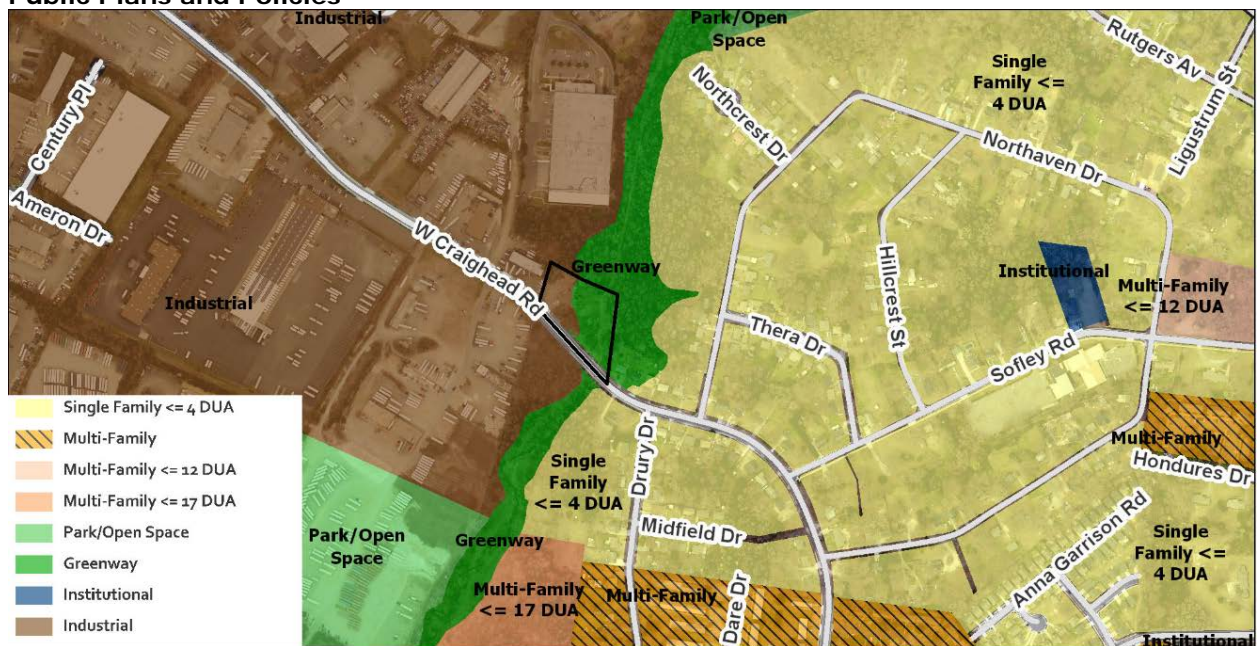 Public Plans and Policies
Industrial
Park/Open
Space
Century Pl
Ameron Dr
W Craighead Rd
Industrial
Greenway
Northcrest Dr
Single
Family <=
4 DUA
Rutgers Av
Ligustrum St
Northaven Dr
Hillcrest St
Institutional
Multi-Family
<= 12 DUA
Thera Dr
Sofley Rd
Single
Family
<= 4 DUA
Drury Dr
Midfield Dr
Multi-Family
Hondures Dr
Single
Family <=
4 DUA
Anna Garrison Rd
Park/Open
Space
Greenway
Multi-Family
<= 17 DUA
Multi-Family
Dare Dr
Institutional
Single Family <= 4 DUA
Multi-Family
Multi-Family <= 12 DUA
Multi-Family <= 17 DUA
Park/Open Space
Greenway
Institutional
Industrial